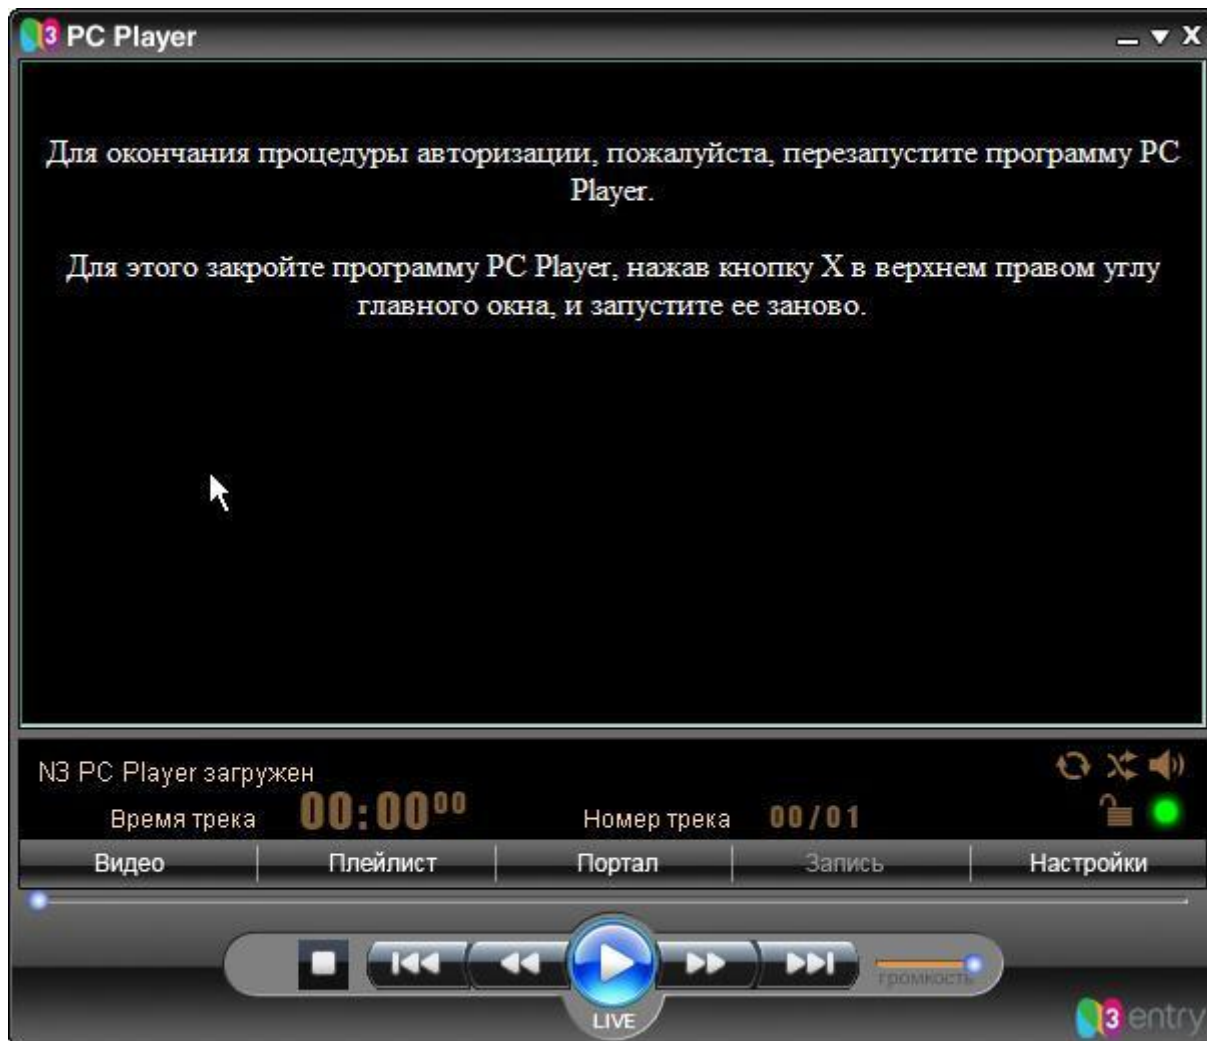 N3 PC Player
Для окончания процедуры авторизации, пожалуйста, перезапустите программу PC
Player.
Для этого закройте программу PC Player, нажав кнопку X в верхнем правом углу
главного окна, и запустите ее заново.
N3 PC Player загружен
Время трека 00:00 00 Номер трека 00/01
Видео Плейлист Портал Запись Настройки
громкость
LIVE
N3 entry